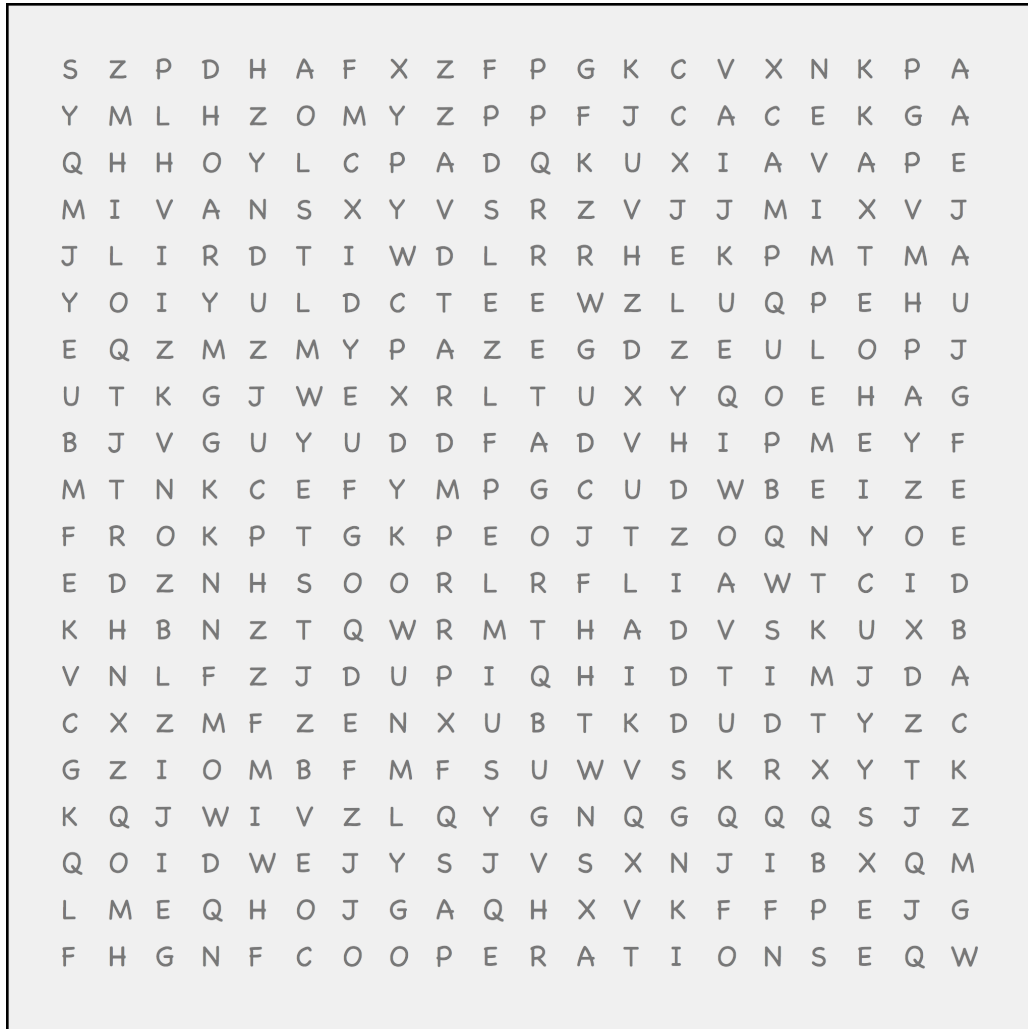 S Z P D H A F X Z F P G K C V X N K P A
Y M L H Z O M Y Z P P F J C A C E K G A
Q H H O Y L C P A D Q K U X I A V A P E
M I V A N S X Y V S R Z V J J M I X V J
J L I R D T I W D L R R H E K P M T M A
Y O I Y U L D C T E E W Z L U Q P E H U
E Q Z M Z M Y P A Z E G D Z E U L O P J
U T K G J W E X R L T U X Y Q O E H A G
B J V G U Y U D D F A D V H I P M E Y F
M T N K C E F Y M P G C U D W B E I Z E
F R O K P T G K P E O J T Z O Q N Y O E
E D Z N H S O O R L R F L I A W T C I D
K H B N Z T Q W R M T H A D V S K U X B
V N L F Z J D U P I Q H I D T I M J D A
C X Z M F Z E N X U B T K D U D T Y Z C
G Z I O M B F M F S U W V S K R X Y T K
K Q J W I V Z L Q Y G N Q G Q Q Q S J Z
Q O I D W E J Y S J V S X N J I B X Q M
L M E Q H O J G A Q H X V K F F P E J G
F H G N F C O O P E R A T I O N S E Q W